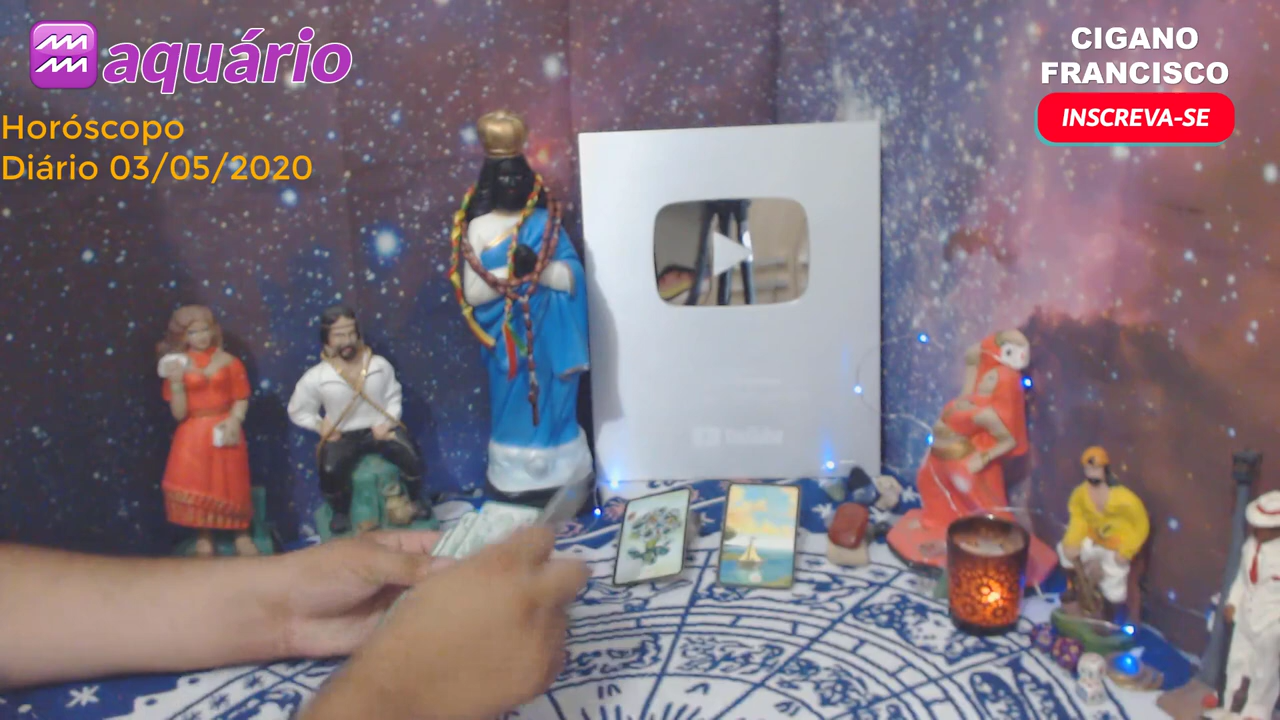 aquário
Horóscopo
Diário 03/05/2020
CIGANO
FRANCISCO
INSCREVA-SE